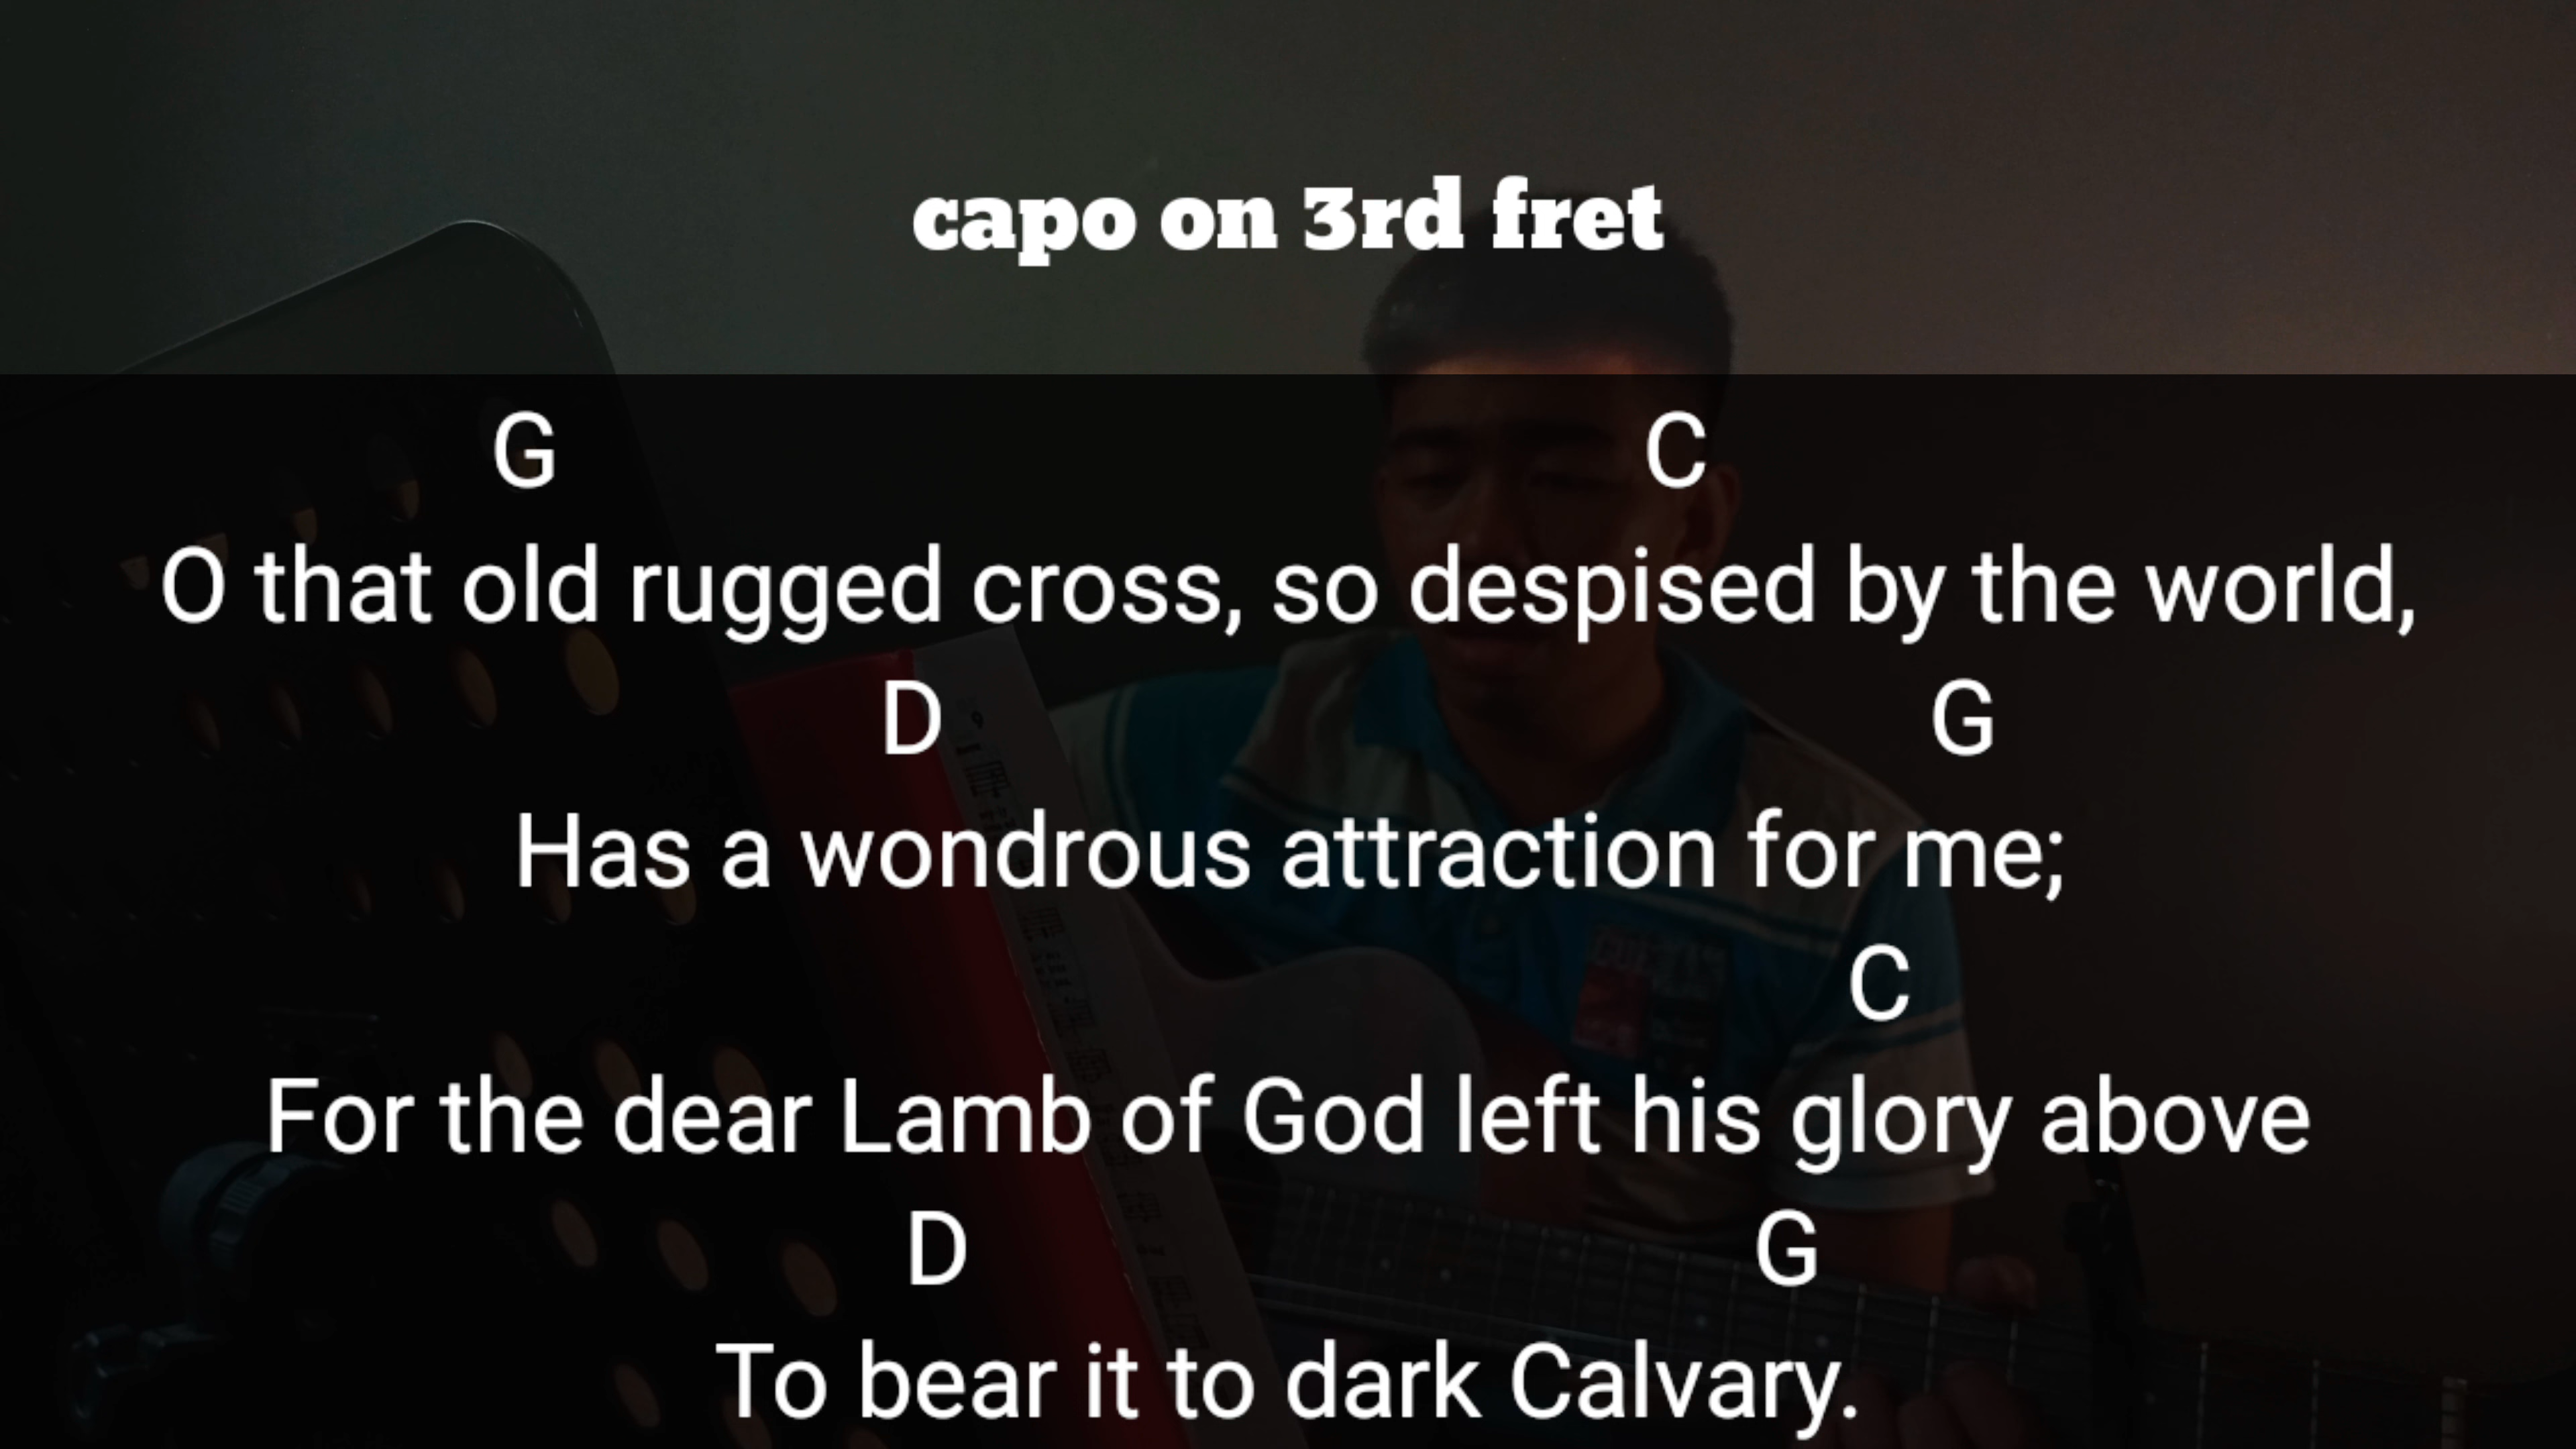 capo on 3rd fret
G C
O that old rugged cross, so despised by the world,
D G
Has a wondrous attraction for me;
C
For the dear Lamb of God left his glory above
D G
To bear it to dark Calvary.